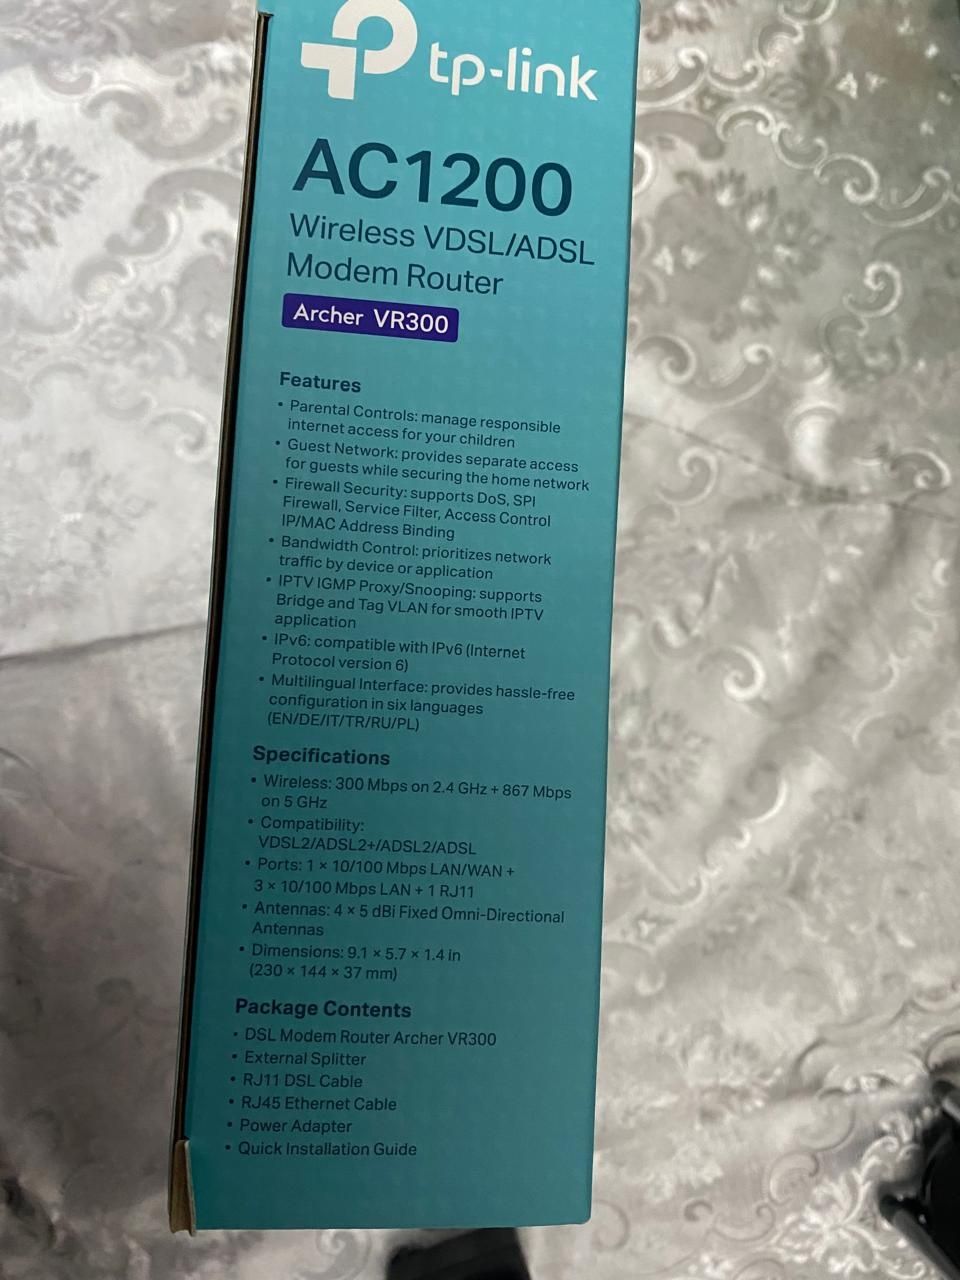 tp-link
AC1200
Wireless VDSL/ADSL
Modem Router
Archer VR300
Features
• Parental Controls: manage responsible
internet access for your children
• Guest Network: provides separate access
for guests while securing the home network
• Firewall Security: supports DoS, SPI
Firewall, Service Filter, Access Control
IP/MAC Address Binding
• Bandwidth Control: prioritizes network
traffic by device or application
• IPTV IGMP Proxy/Snooping: supports
Bridge and Tag VLAN for smooth IPTV
application
• IPv6: compatible with IPv6 (Internet
Protocol version 6)
• Multilingual Interface: provides hassle-free
configuration in six languages
(EN/DE/IT/TR/RU/PL)
Specifications
• Wireless: 300 Mbps on 2.4 GHz + 867 Mbps
on 5 GHz
• Compatibility:
VDSL2/ADSL2+/ADSL2/ADSL
• Ports: 1 × 10/100 Mbps LAN/WAN +
3 × 10/100 Mbps LAN + 1 RJ11
• Antennas: 4 × 5 dBi Fixed Omni-Directional
Antennas
• Dimensions: 9.1 × 5.7 × 1.4 in
(230 × 144 × 37 mm)
Package Contents
• DSL Modem Router Archer VR300
• External Splitter
• RJ11 DSL Cable
• RJ45 Ethernet Cable
• Power Adapter
• Quick Installation Guide